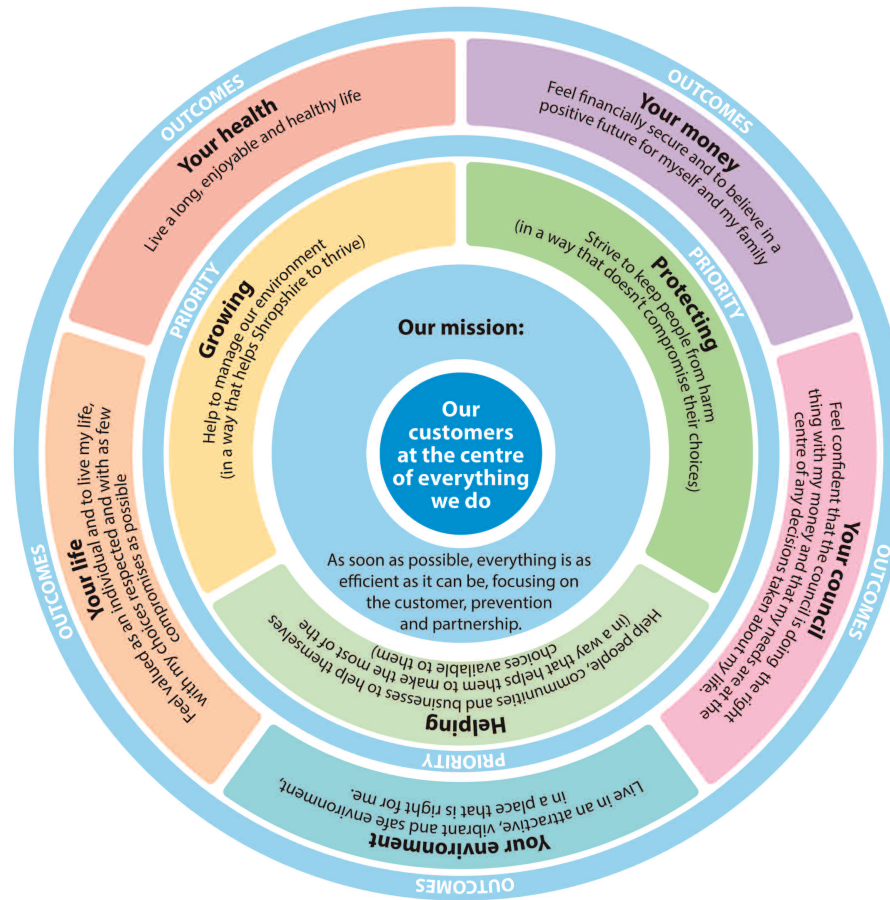 OUTCOMES
Your health
Live a long, enjoyable and healthy life
OUTCOMES
Your money
Feel financially secure and to believe in a
positive future for myself and my family
OUTCOMES
Your council
Feel confident that the council is doing the right
thing with my money and that my needs are at the
centre of any decisions taken about my life.
OUTCOMES
Your environment
Live in an attractive, vibrant and safe environment,
in a place that is right for me.
OUTCOMES
Your life
Feel valued as an individual and to live my life,
with my choices respected and with as few
compromises as possible
PRIORITY
Growing
Help to manage our environment
(in a way that helps Shropshire to thrive)
PRIORITY
Protecting
Strive to keep people from harm
(in a way that doesn't compromise their choices)
PRIORITY
Helping
Help people, communities and businesses to help themselves
(in a way that helps them to make the most of the
choices available to them)
Our mission:
Our
customers
at the centre
of everything
we do
As soon as possible, everything is as
efficient as it can be, focusing on
the customer, prevention
and partnership.